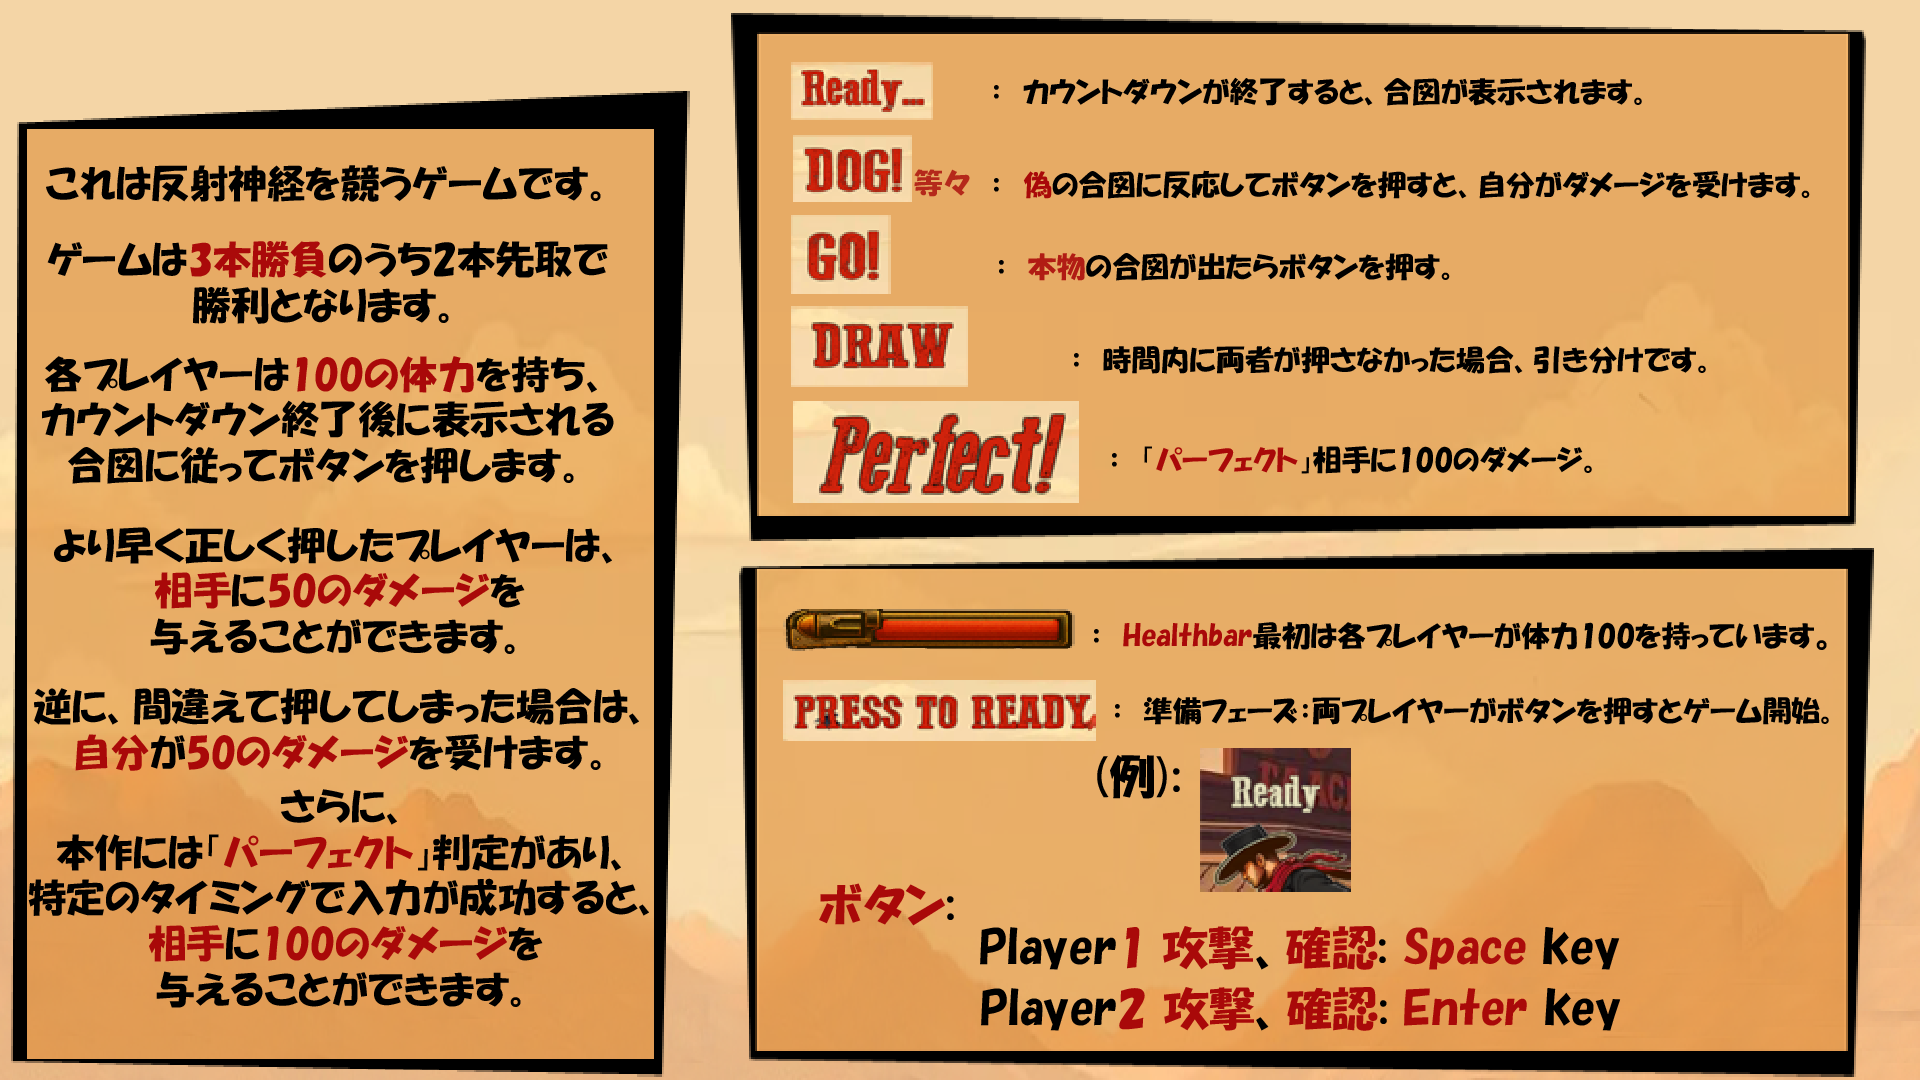 これは反射神経を競うゲームです。
ゲームは3本勝負のうち2本先取で
勝利となります。
各プレイヤーは100の体力を持ち、
カウントダウン終了後に表示される
合図に従ってボタンを押します。
より早く正しく押したプレイヤーは、
相手に50のダメージを
与えることができます。
逆に、間違えて押してしまった場合は、
自分が50のダメージを受けます。
さらに、
本作には「パーフェクト」判定があり、
特定のタイミングで入力が成功すると、
相手に100のダメージを
与えることができます。
Ready... : カウントダウンが終了すると、合図が表示されます。
DOG! 等々 : 偽の合図に反応してボタンを押すと、自分がダメージを受けます。
GO! : 本物の合図が出たらボタンを押す。
DRAW : 時間内に両者が押さなかった場合、引き分けです。
Perfect! : 「パーフェクト」相手に100のダメージ。
: Healthbar最初は各プレイヤーが体力100を持っています。
PRESS TO READY : 準備フェーズ:両プレイヤーがボタンを押すとゲーム開始。
(例):
Ready
ボタン:
Player1 攻撃、確認: Space key
Player2 攻撃、確認: Enter key